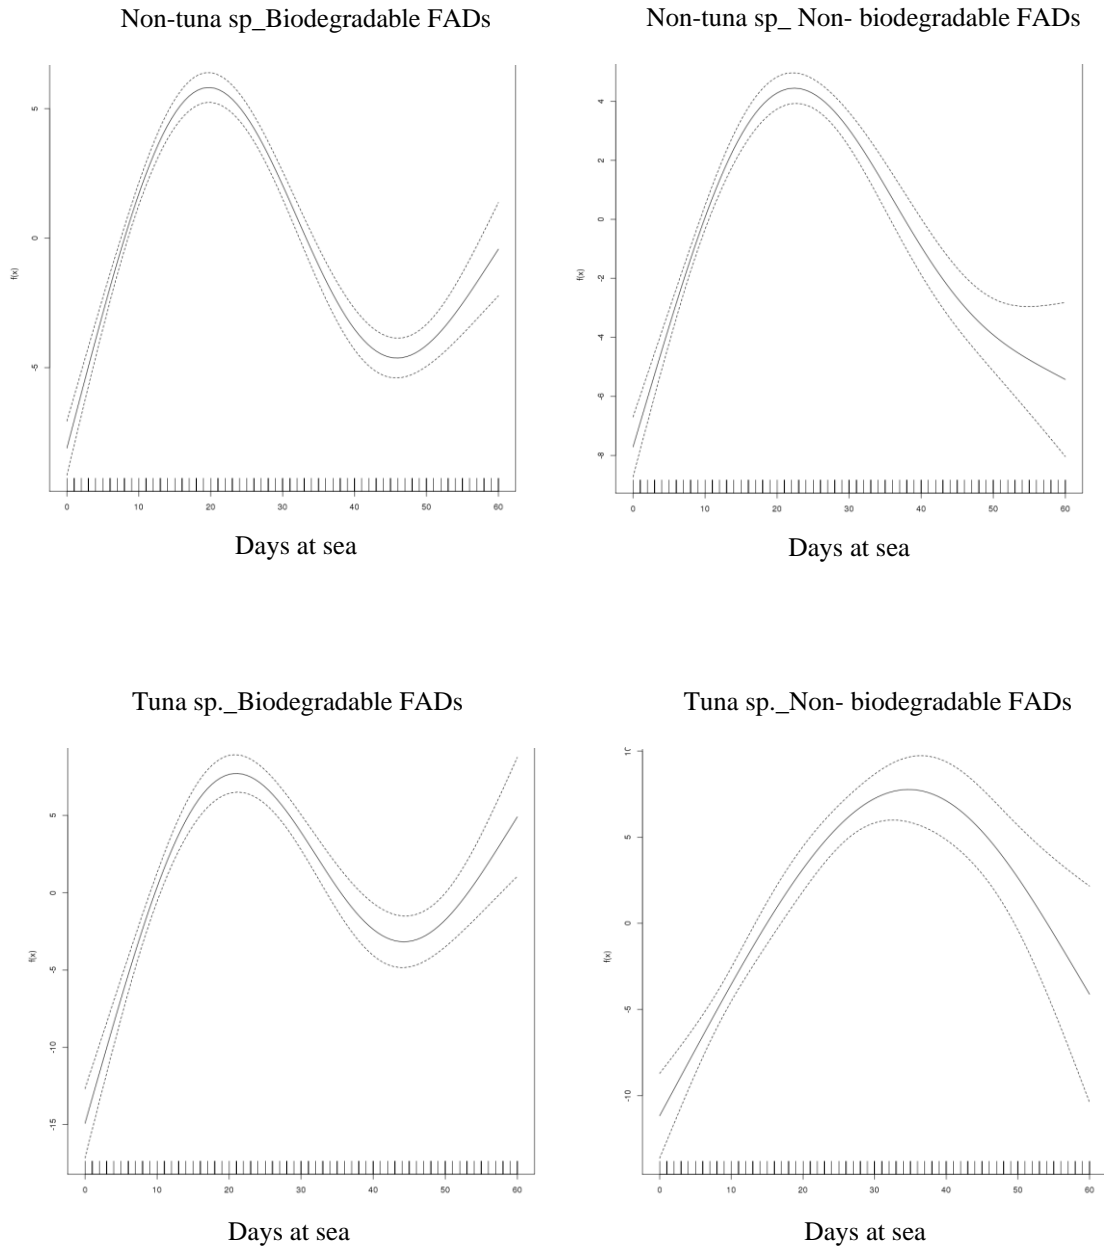 Non-tuna sp_Biodegradable FADs
Non-tuna sp_ Non- biodegradable FADs
5
0
-5
f(x)
0 10 20 30 40 50 60
Days at sea
4
2
0
-2
-4
-6
-8
f(x)
0 10 20 30 40 50 60
Days at sea
Tuna sp._Biodegradable FADs
Tuna sp._Non- biodegradable FADs
5
0
-5
-10
-15
f(x)
0 10 20 30 40 50 60
Days at sea
10
5
0
-5
-10
f(x)
0 10 20 30 40 50 60
Days at sea